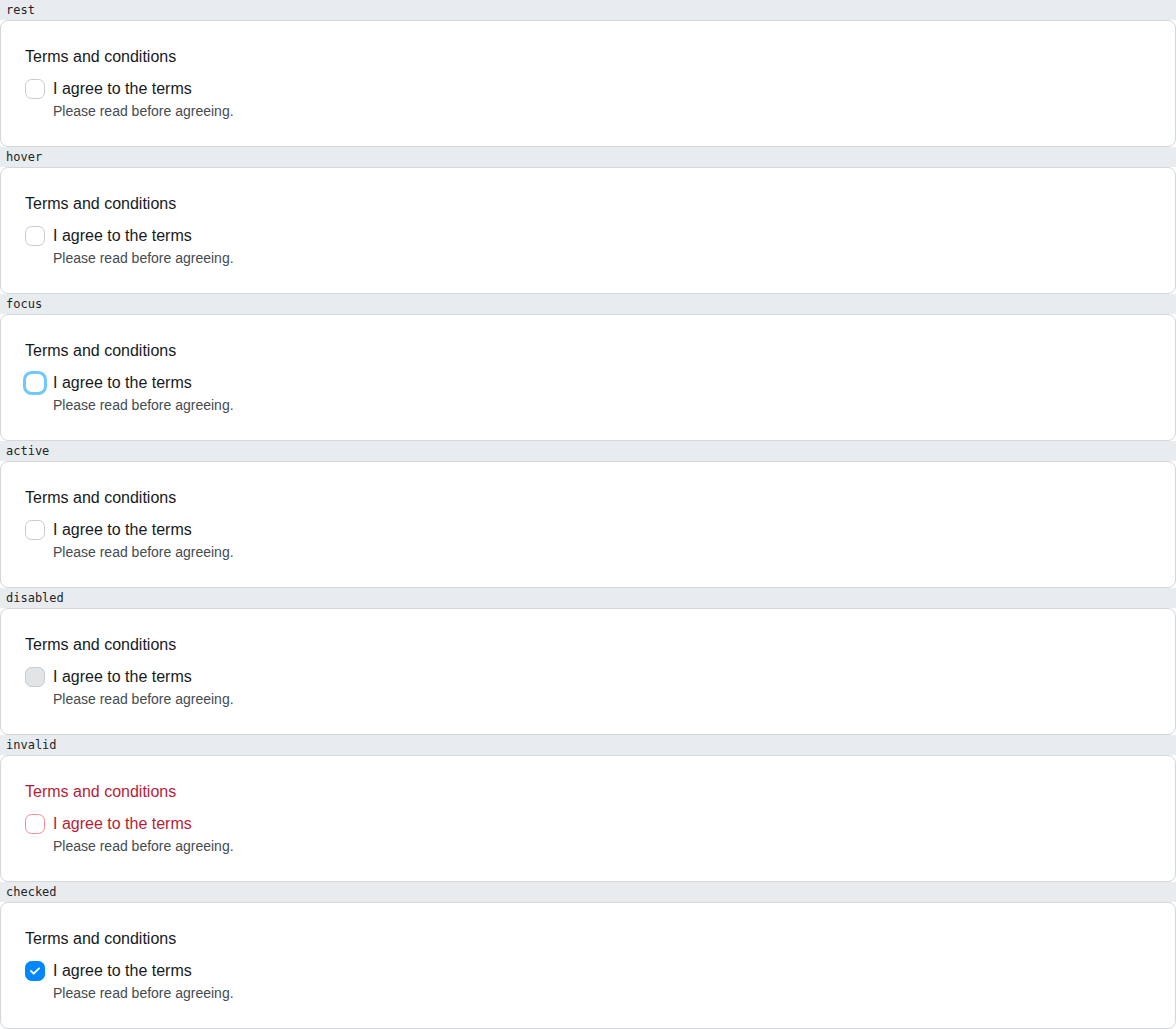 rest
Terms and conditions
I agree to the terms
Please read before agreeing.
hover
Terms and conditions
I agree to the terms
Please read before agreeing.
focus
Terms and conditions
I agree to the terms
Please read before agreeing.
active
Terms and conditions
I agree to the terms
Please read before agreeing.
disabled
Terms and conditions
I agree to the terms
Please read before agreeing.
invalid
Terms and conditions
I agree to the terms
Please read before agreeing.
checked
Terms and conditions
I agree to the terms
Please read before agreeing.